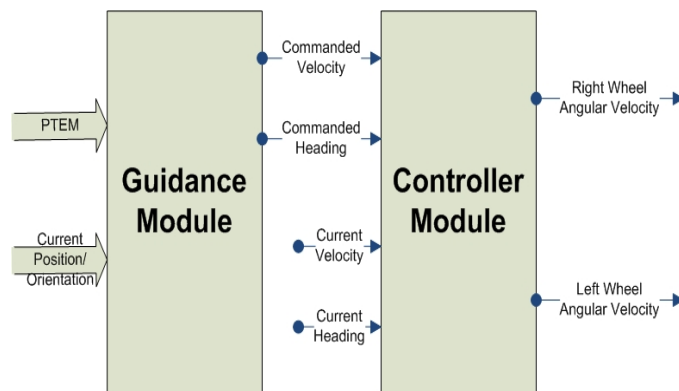 PTEM
Current
Position/
Orientation
Guidance
Module
Commanded
Velocity
Commanded
Heading
Current
Velocity
Current
Heading
Controller
Module
Right Wheel
Angular Velocity
Left Wheel
Angular Velocity